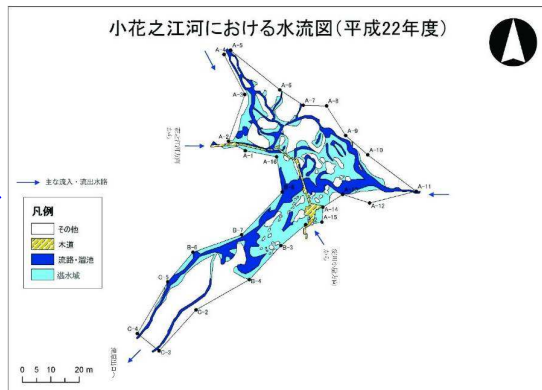 小花之江河における水流図(平成22年度)
A-4
A-5
A-6
A-3
A-7
A-8
A-9
A-2
A-1
A-16
A-10
A-11
A-12
A-14
A-15
主な流入・流出水路
凡例
その他
木道
流路・溜池
滞水域
B-7
B-3
B-6
B-4
C-1
C-2
C-4
C-3
0 5 10 20 m